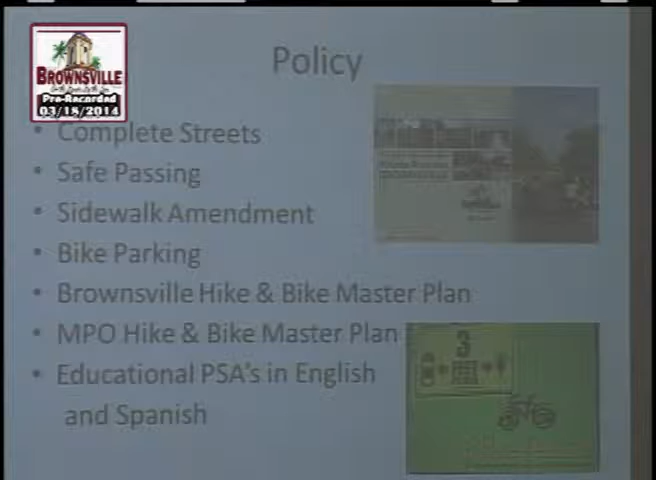 Policy
BROWNSVILLE
Pre-Recorded
03/18/2014
• Complete Streets
• Safe Passing
• Sidewalk Amendment
• Bike Parking
• Brownsville Hike & Bike Master Plan
• MPO Hike & Bike Master Plan
3
• Educational PSA's in English
and Spanish